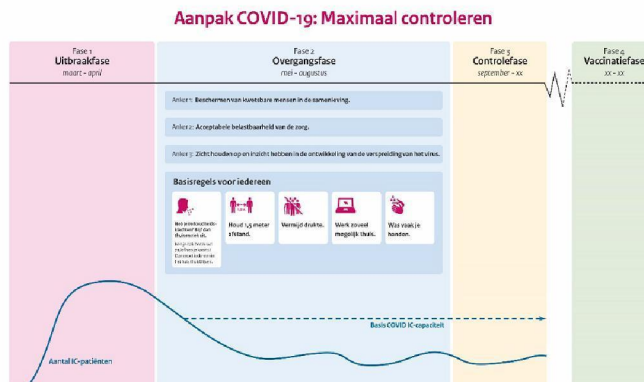 Aanpak COVID-19: Maximaal controleren
Fase 1
Uitbraakfase
maart - april
Fase 2
Overgangsfase
mei - augustus
Fase 3
Controlefase
september - xx
Fase 4
Vaccinatiefase
xx - xx
Anker 1: Beschermen van kwetsbare mensen in de samenleving.
Anker 2: Acceptabele belastbaarheid van de zorg.
Anker 3: Zicht houden op en inzicht hebben in de ontwikkeling van de verspreiding van het virus.
Basisregels voor iedereen
Houd 1,5 meter
afstand.
Vermijd drukte.
Werk zoveel
mogelijk thuis.
Was vaak je
handen.
Basis COVID IC-capaciteit
Aantal IC-patiënten